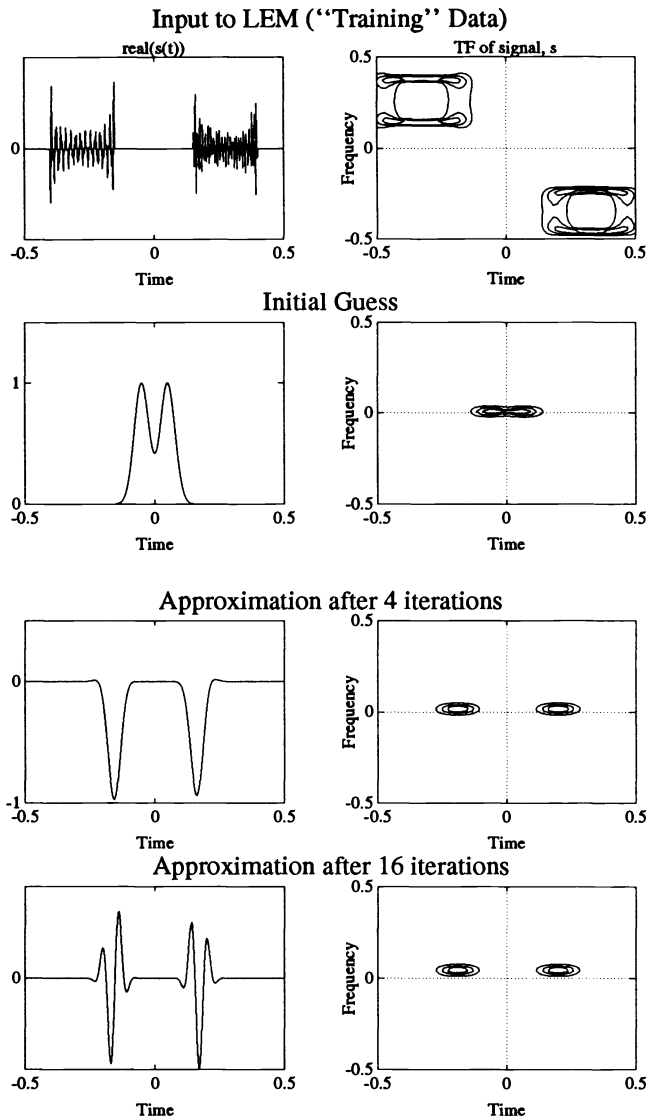 Input to LEM (“Training” Data)
real(s(t))
TF of signal, s
0
-0.5 0 0.5
Time
0.5
0
-0.5
-0.5 0 0.5
Frequency
Time
Initial Guess
1
0
-0.5 0 0.5
Time
0.5
0
-0.5
-0.5 0 0.5
Frequency
Time
Approximation after 4 iterations
0
-1
-0.5 0 0.5
Time
0.5
0
-0.5
-0.5 0 0.5
Frequency
Time
Approximation after 16 iterations
0
-0.5 0 0.5
Time
0.5
0
-0.5
-0.5 0 0.5
Frequency
Time